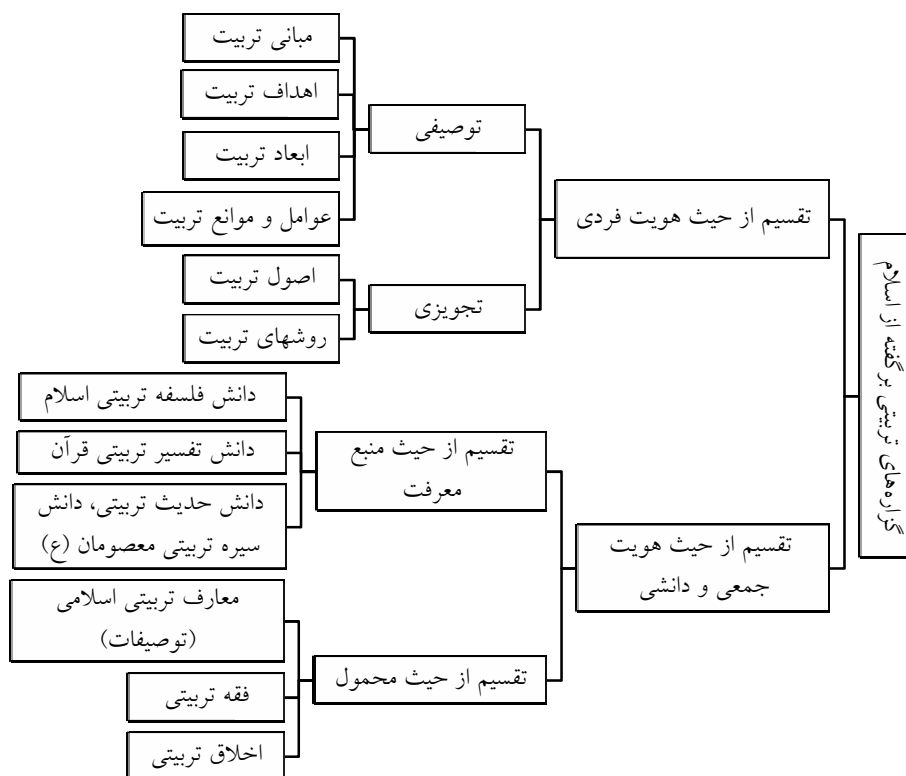 گزاره‌های تربیتی برگفته از اسلام
تقسیم از حیث هویت فردی
توصیفی
مبانی تربیت
اهداف تربیت
ابعاد تربیت
عوامل و موانع تربیت
تجویزی
اصول تربیت
روشهای تربیت
تقسیم از حیث هویت
جمعی و دانشی
تقسیم از حیث منبع
معرفت
دانش فلسفه تربیتی اسلام
دانش تفسیر تربیتی قرآن
دانش حدیث تربیتی، دانش
سیره تربیتی معصومان (ع)
تقسیم از حیث محمول
معارف تربیتی اسلامی
(توصیفات)
فقه تربیتی
اخلاق تربیتی